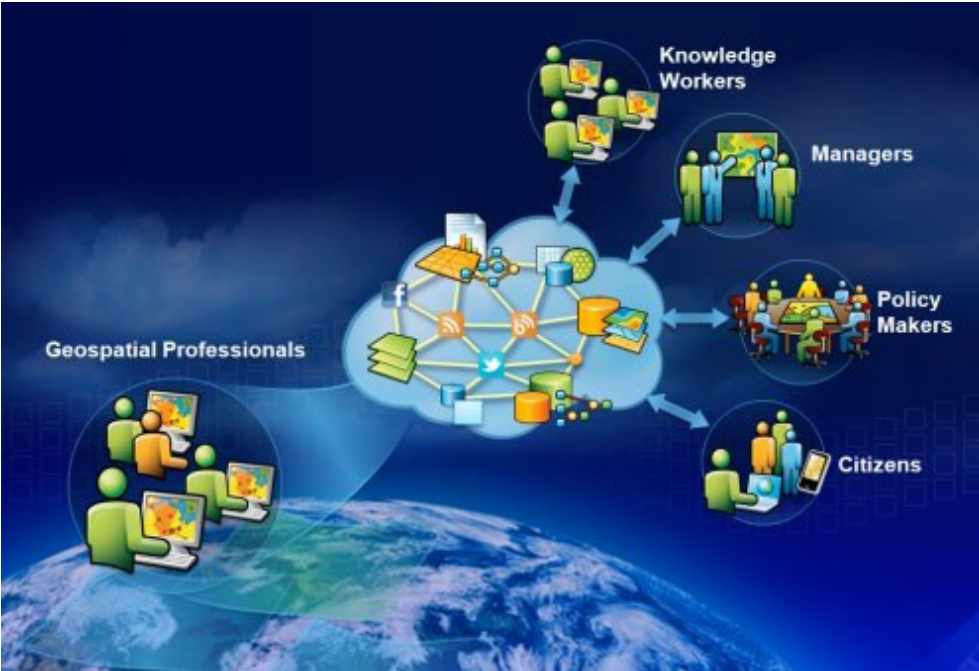 Knowledge
Workers
Managers
Policy
Makers
Geospatial Professionals
Citizens
f
b